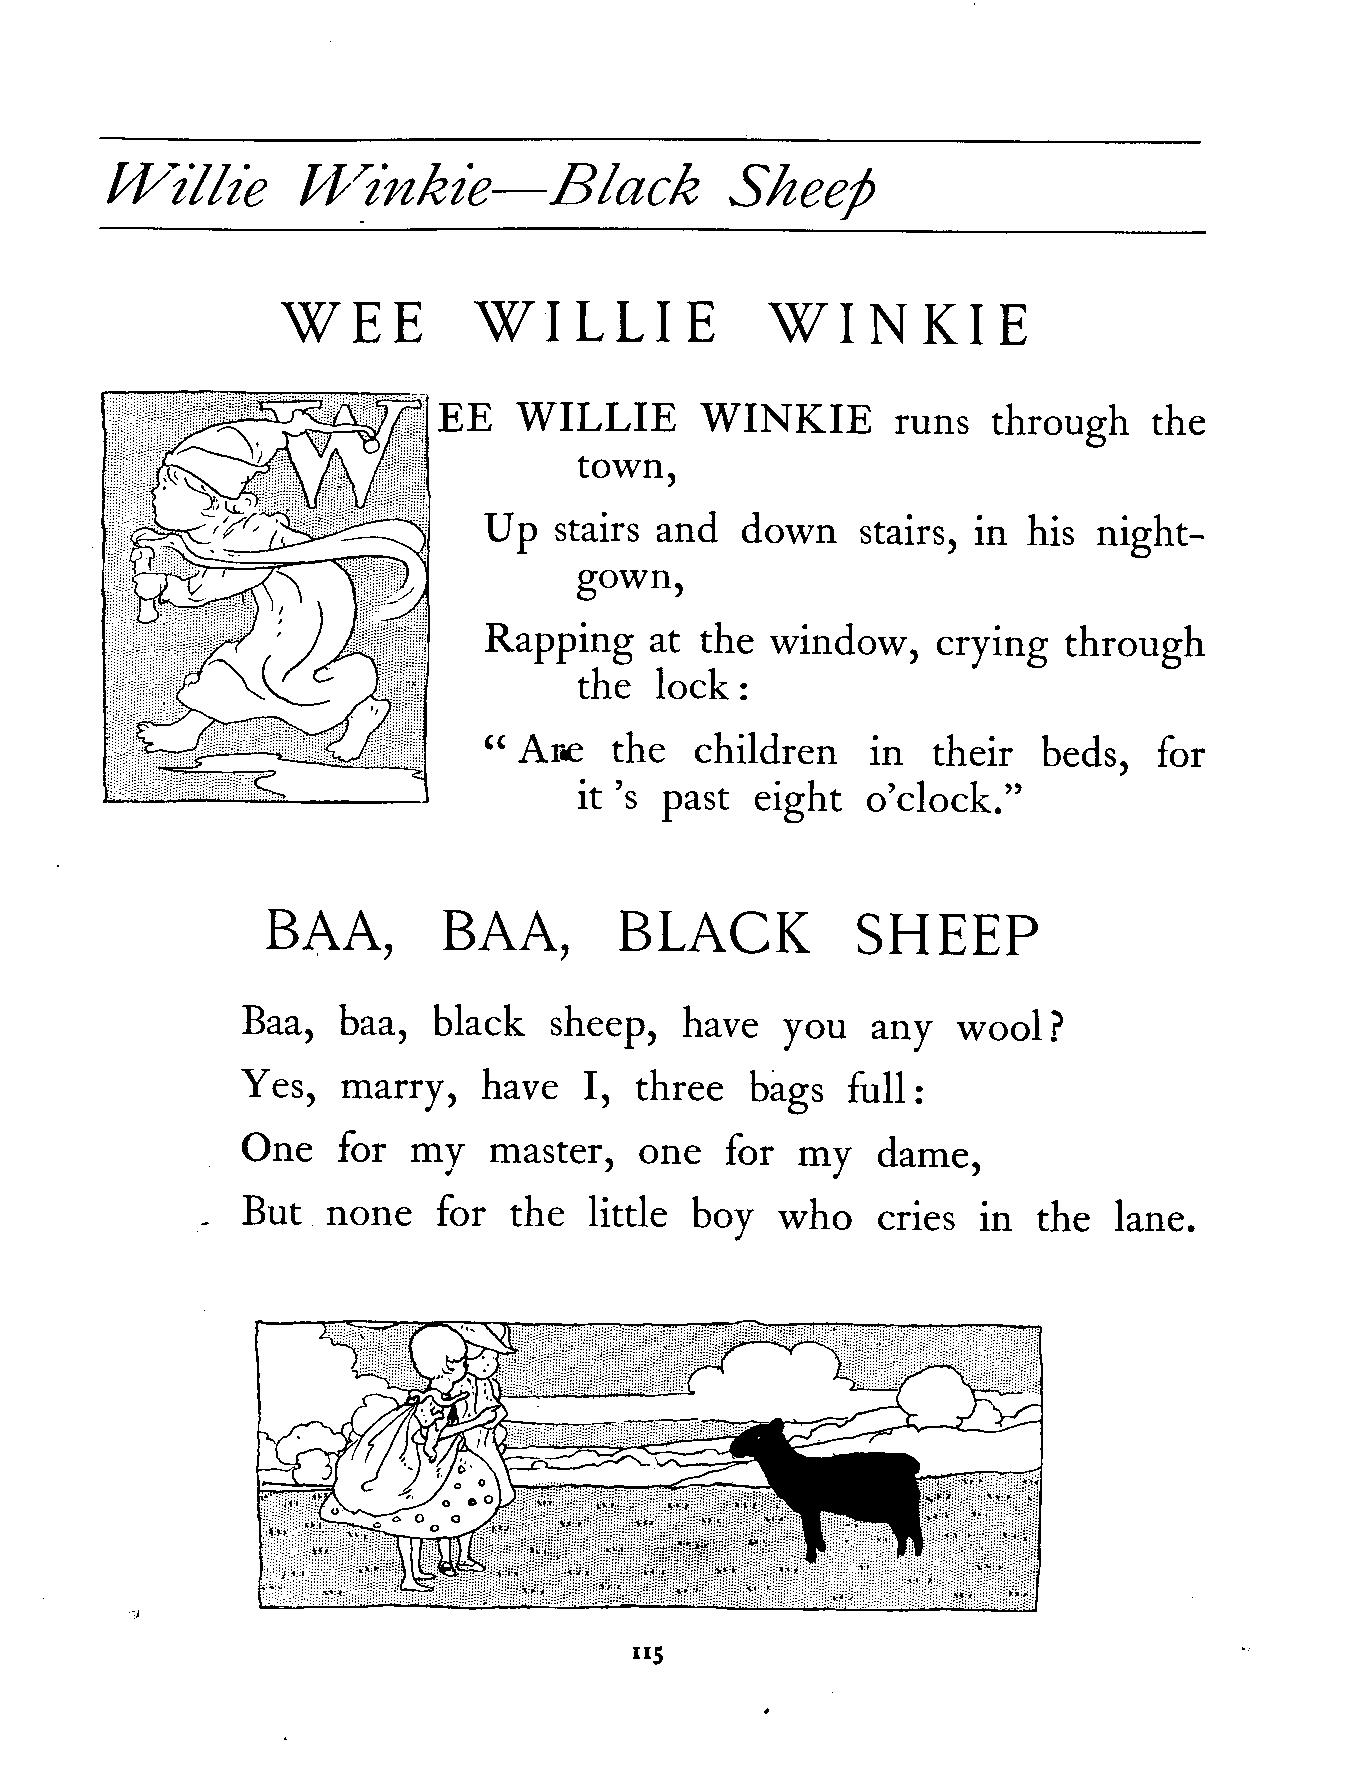 Willie Winkie—Black Sheep
WEE WILLIE WINKIE
WEE WILLIE WINKIE runs through the
town,
Up stairs and down stairs, in his night-
gown,
Rapping at the window, crying through
the lock:
“ Are the children in their beds, for
it ’s past eight o’clock.”
BAA, BAA, BLACK SHEEP
Baa, baa, black sheep, have you any wool?
Yes, marry, have I, three bags full:
One for my master, one for my dame,
But none for the little boy who cries in the lane.
115